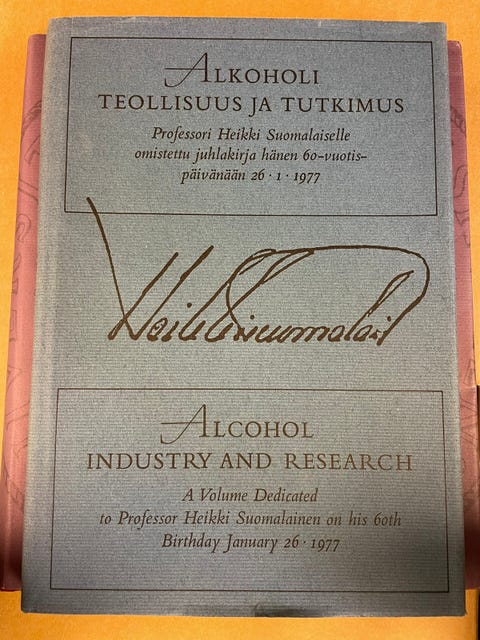 ALKOHOLI
TEOLLISUUS JA TUTKIMUS
Professori Heikki Suomalaiselle
omistettu juhlakirja hänen 60-vuotis-
päivänään 26 · 1 · 1977
Heikki Suomalainen
ALCOHOL
INDUSTRY AND RESEARCH
A Volume Dedicated
to Professor Heikki Suomalainen on his 60th
Birthday January 26 · 1977